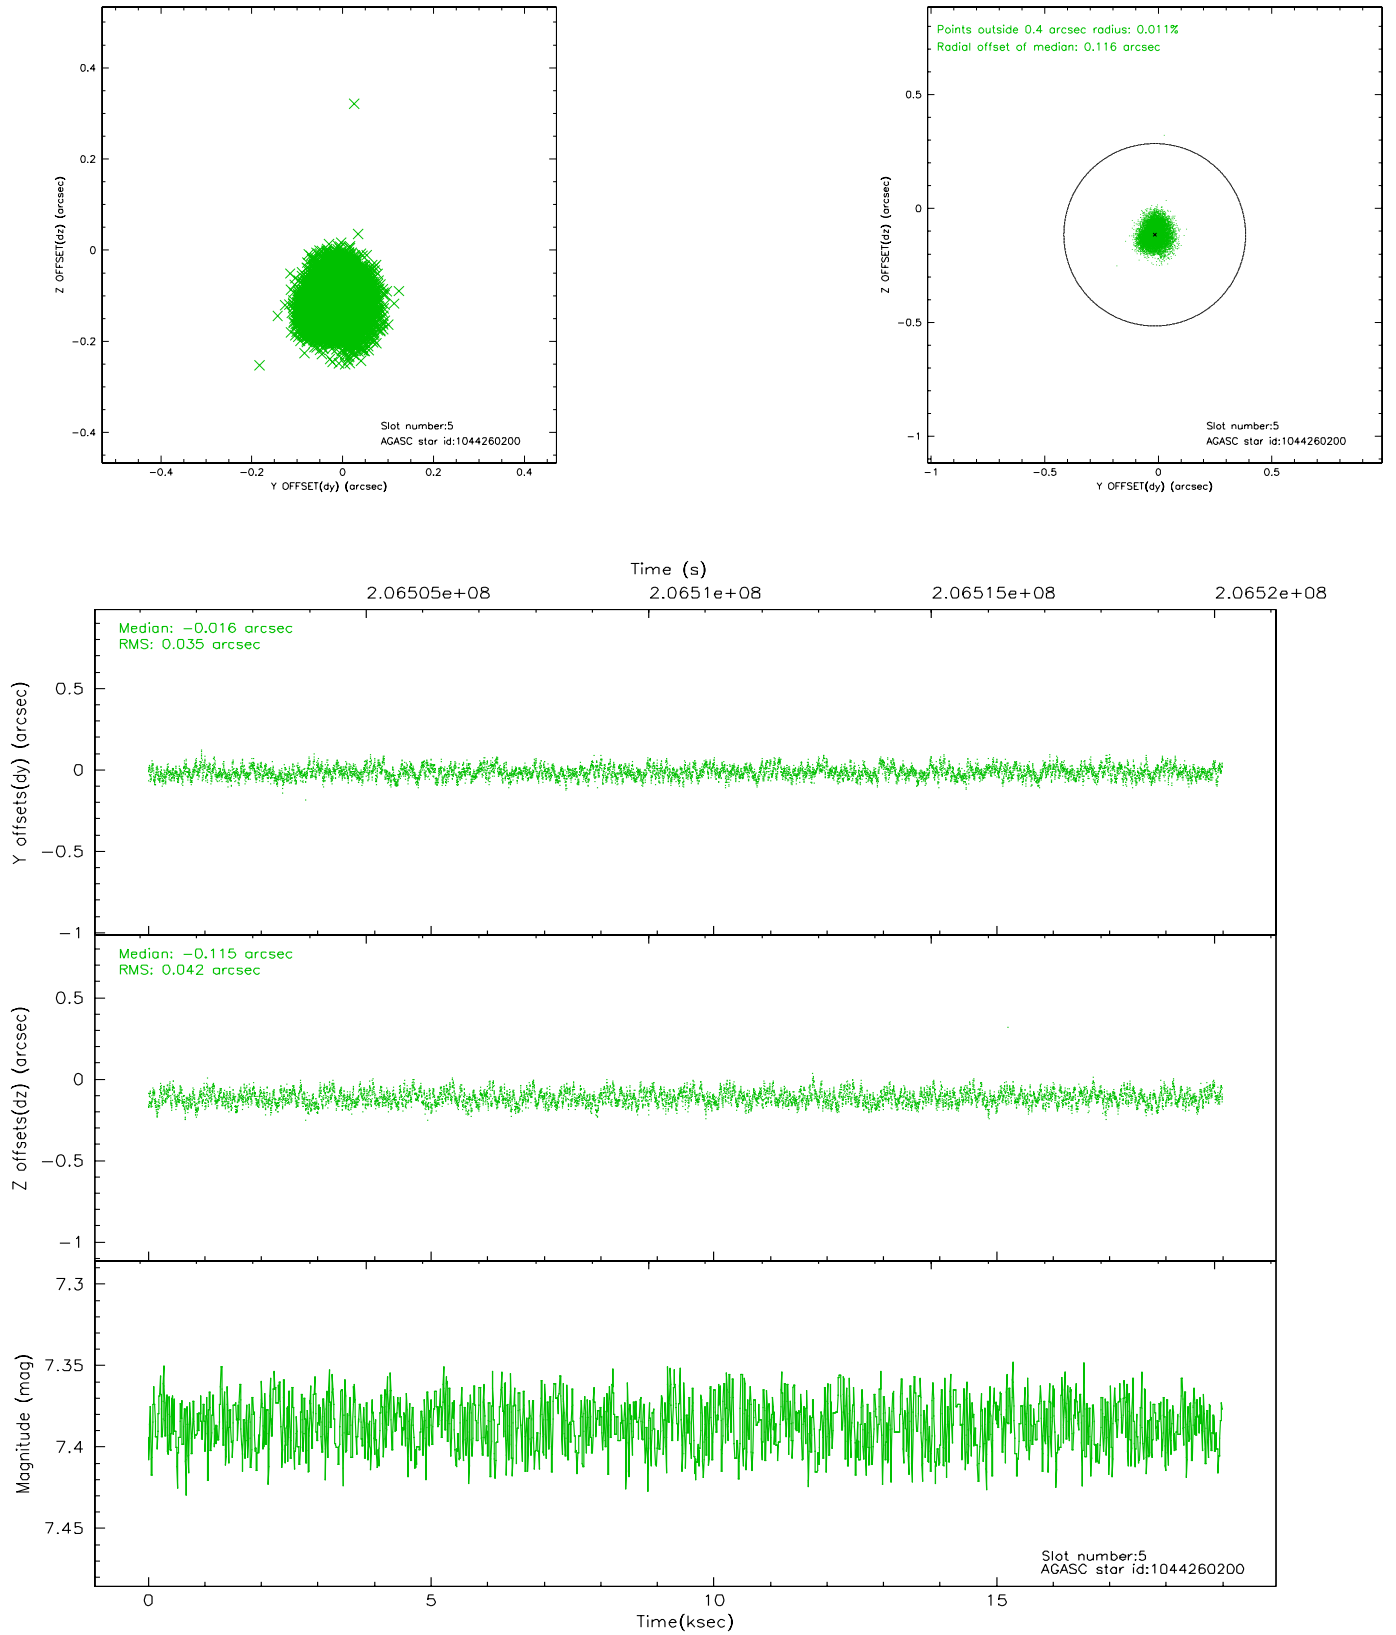 0.4
0.2
0
−0.2
−0.4
Z OFFSET(dz) (arcsec)
−0.4
−0.2
0
0.2
0.4
Y OFFSET(dy) (arcsec)
Slot number:5
AGASC star id:1044260200
Points outside 0.4 arcsec radius: 0.011%
Radial offset of median: 0.116 arcsec
0.5
0
−0.5
−1
Z OFFSET(dz) (arcsec)
−1
−0.5
0
0.5
Y OFFSET(dy) (arcsec)
Slot number:5
AGASC star id:1044260200
Time (s)
2.06505e+08
2.0651e+08
2.06515e+08
2.0652e+08
Median: −0.016 arcsec
RMS: 0.035 arcsec
0.5
0
−0.5
−1
Y offsets(dy) (arcsec)
Median: −0.115 arcsec
RMS: 0.042 arcsec
0.5
0
−0.5
−1
Z offsets(dz) (arcsec)
7.3
7.35
7.4
7.45
Magnitude (mag)
Slot number:5
AGASC star id:1044260200
0
5
10
15
Time(ksec)